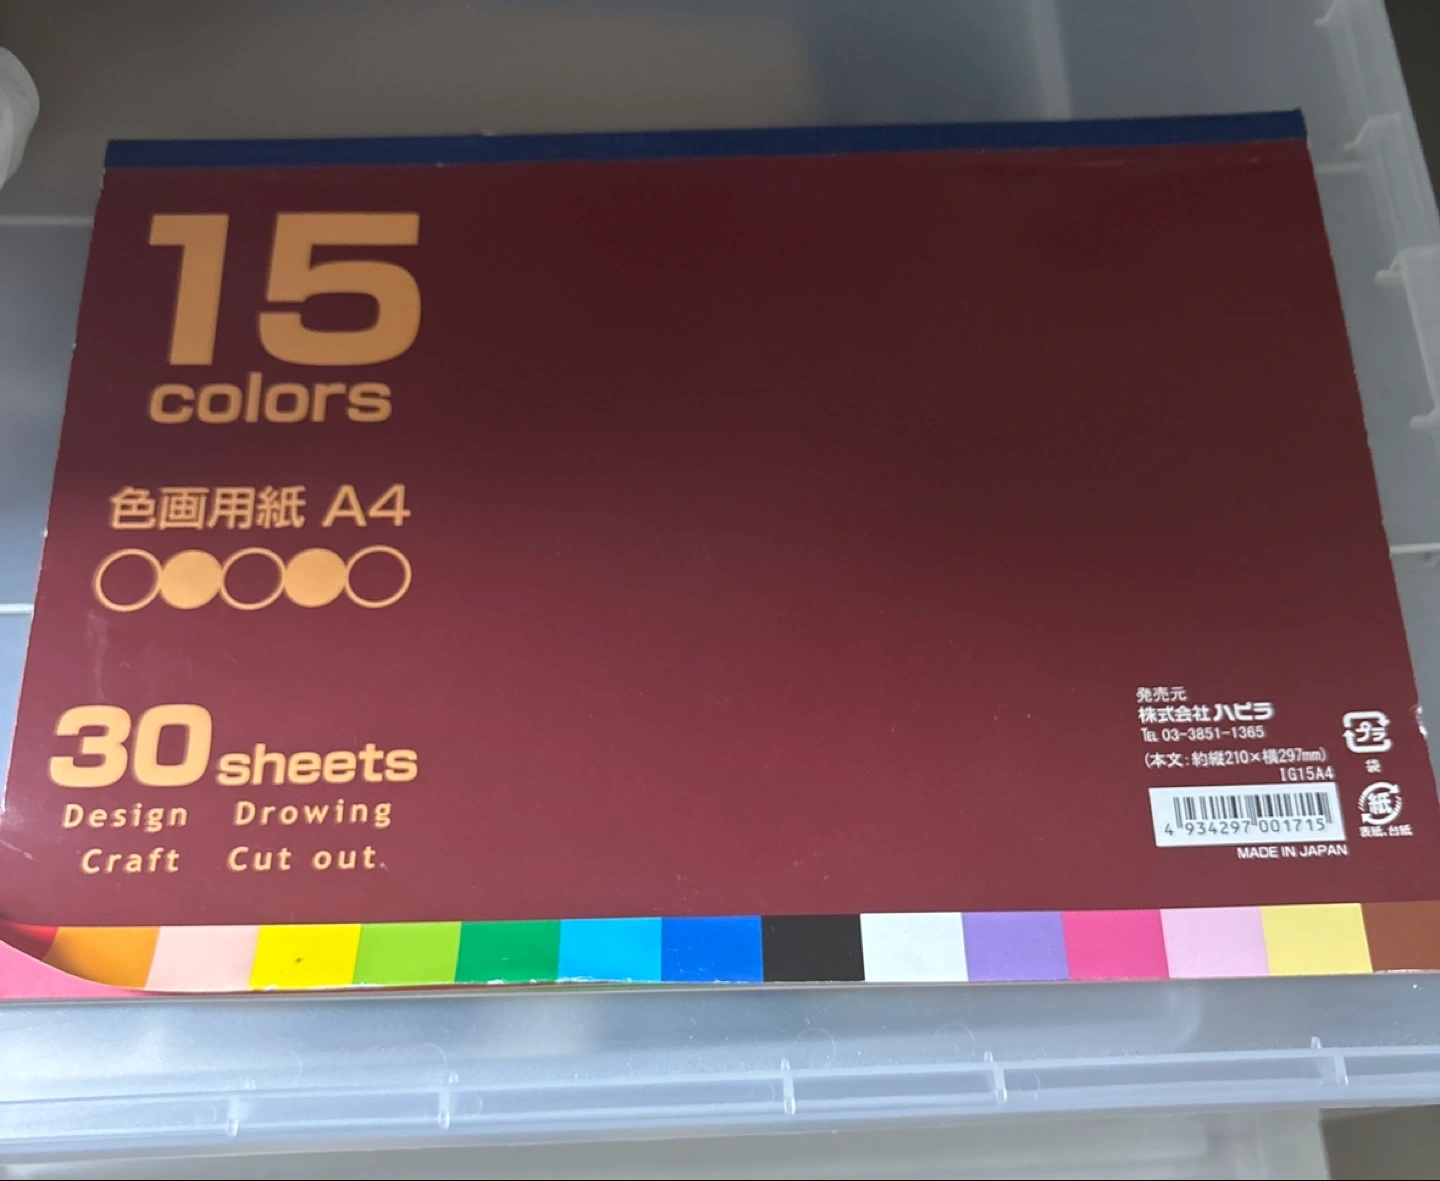 15
colors
色画用紙 A4
30 sheets
Design Drowing
Craft Cut out
発売元
株式会社ハピラ
TEL 03-3851-1365
(本文:約縦210×横297mm)
IG15A4
4 934297 001715
MADE IN JAPAN
プラ
袋
紙
表紙、台紙